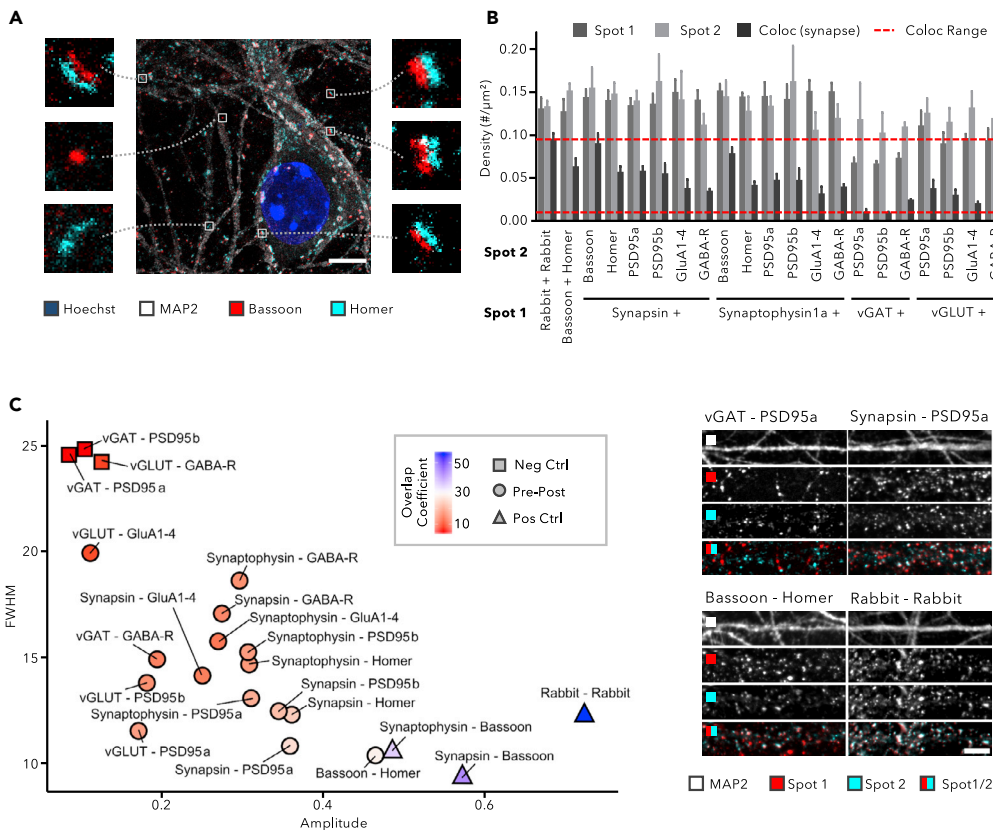 A
Hoechst MAP2 Bassoon Homer
B
Spot 1 Spot 2 Coloc (synapse) Coloc Range
Density (#/µm²)
0.20
0.15
0.10
0.05
0.00
Spot 2
Rabbit + Rabbit
Bassoon + Homer
Bassoon
Homer
PSD95a
PSD95b
GluA1-4
GABA-R
Bassoon
Homer
PSD95a
PSD95b
GluA1-4
GABA-R
PSD95a
PSD95b
GABA-R
PSD95a
PSD95b
GluA1-4
GABA-R
Spot 1
Synapsin + Synaptophysin1a + vGAT + vGLUT +
C
FWHM
25
20
15
10
0.2 0.4 0.6
Amplitude
vGAT - PSD95b
vGLUT - GABA-R
vGAT - PSD95a
vGLUT - GluA1-4
Synaptophysin - GABA-R
Synapsin - GluA1-4
Synapsin - GABA-R
Synaptophysin - GluA1-4
vGAT - GABA-R
Synaptophysin - PSD95b
Synaptophysin - Homer
vGLUT - PSD95b
Synapsin - PSD95b
Synaptophysin - PSD95a
Synapsin - Homer
vGLUT - PSD95a
Synapsin - PSD95a
Bassoon - Homer
Synaptophysin - Bassoon
Synapsin - Bassoon
Rabbit - Rabbit
Overlap
Coefficient
50
30
10
Neg Ctrl
Pre-Post
Pos Ctrl
vGAT - PSD95a Synapsin - PSD95a
Bassoon - Homer Rabbit - Rabbit
MAP2 Spot 1 Spot 2 Spot1/2